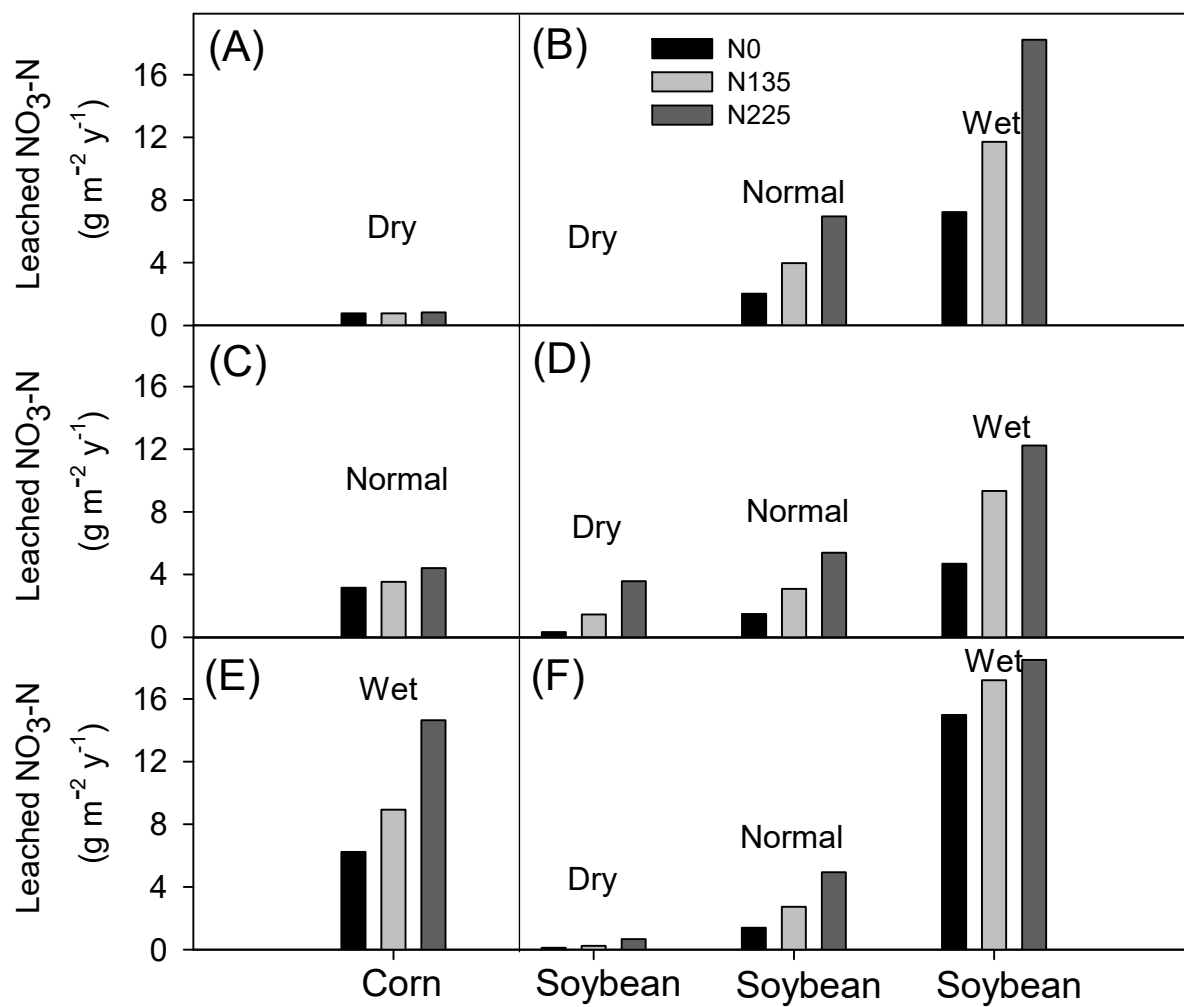 (A)
(B)
N0
N135
N225
Leached NO3-N
(g m-2 y-1)
16
12
8
4
0
Dry
Dry
Normal
Wet
(C)
(D)
Leached NO3-N
(g m-2 y-1)
16
12
8
4
0
Normal
Dry
Normal
Wet
(E)
(F)
Leached NO3-N
(g m-2 y-1)
16
12
8
4
0
Wet
Dry
Normal
Wet
Corn
Soybean
Soybean
Soybean